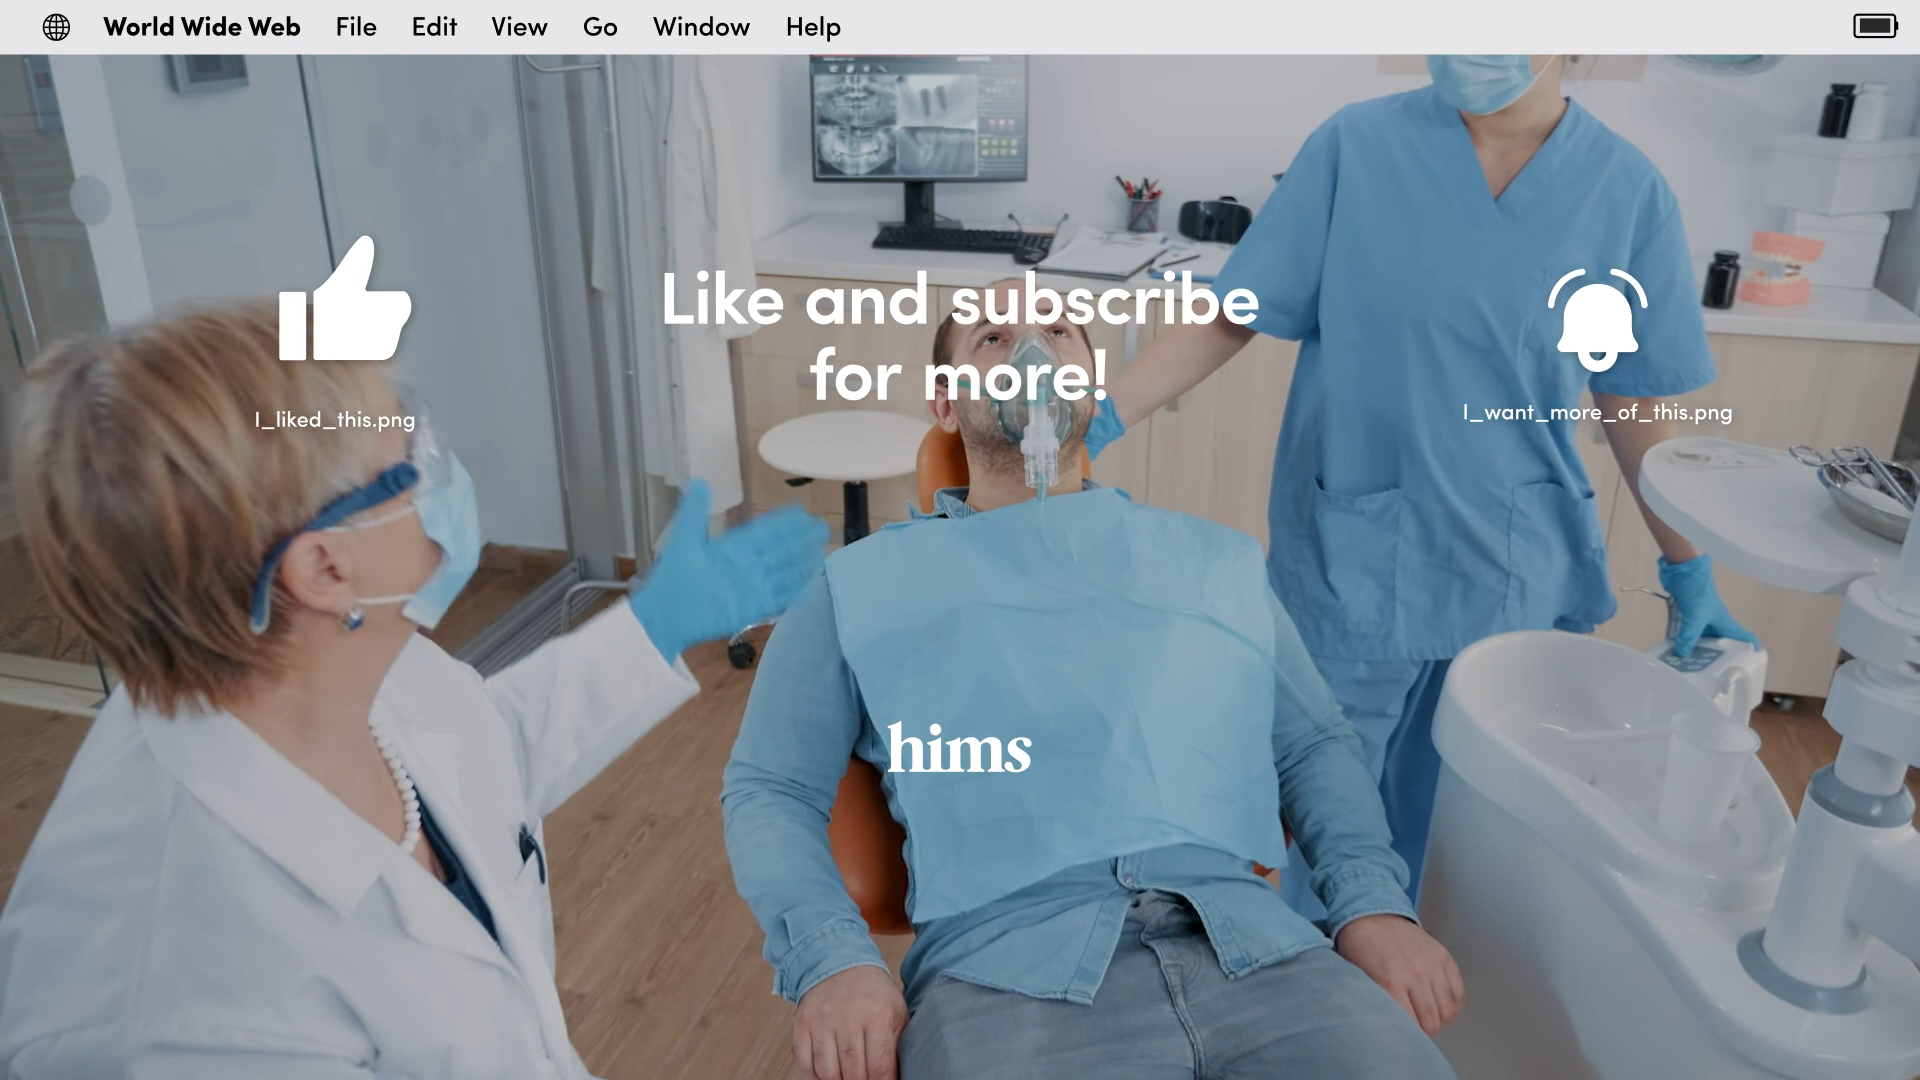 World Wide Web File Edit View Go Window Help
Like and subscribe
for more!
I_liked_this.png
I_want_more_of_this.png
hims